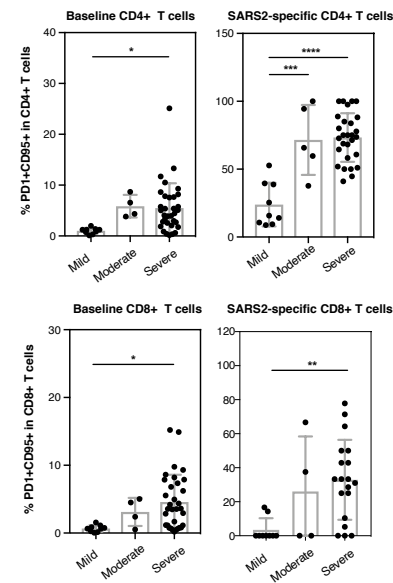 Baseline CD4+ T cells
% PD1+CD95+ in CD4+ T cells
40
30
20
10
0
*
Mild
Moderate
Severe
SARS2-specific CD4+ T cells
150
100
50
0
****
***
Mild
Moderate
Severe
Baseline CD8+ T cells
% PD1+CD95+ in CD8+ T cells
30
20
10
0
*
Mild
Moderate
Severe
SARS2-specific CD8+ T cells
120
100
80
60
40
20
0
**
Mild
Moderate
Severe